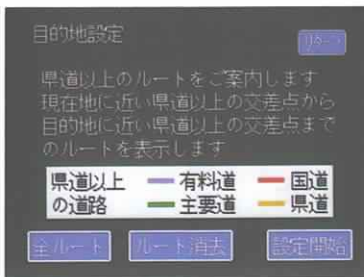 目的地設定
リターン
県道以上のルートをご案内します
現在地に近い県道以上の交差点から
目的地に近い県道以上の交差点まで
のルートを表示します
県道以上 有料道 国道
の道路 主要道 県道
全ルート ルート消去 設定開始